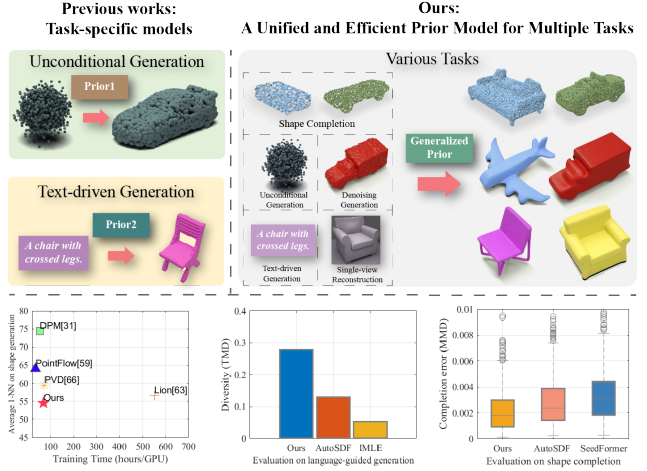 Previous works:
Task-specific models
Ours:
A Unified and Efficient Prior Model for Multiple Tasks
Unconditional Generation
Prior1
Text-driven Generation
Prior2
A chair with
crossed legs.
Various Tasks
Shape Completion
Unconditional
Generation
Denoising
Generation
A chair with
crossed legs.
Text-driven
Generation
Single-view
Reconstruction
Generalized
Prior
Average 1-NN on shape generation
80
75
70
65
60
55
50
45
DPM[31]
PointFlow[59]
PVD[66]
Ours
Lion[63]
100 200 300 400 500 600 700
Training Time (hours/GPU)
Diversity (TMD)
0.4
0.3
0.2
0.1
0
Ours AutoSDF IMLE
Evaluation on language-guided generation
Completion error (MMD)
0.01
0.008
0.006
0.004
0.002
0
Ours AutoSDF SeedFormer
Evaluation on shape completion